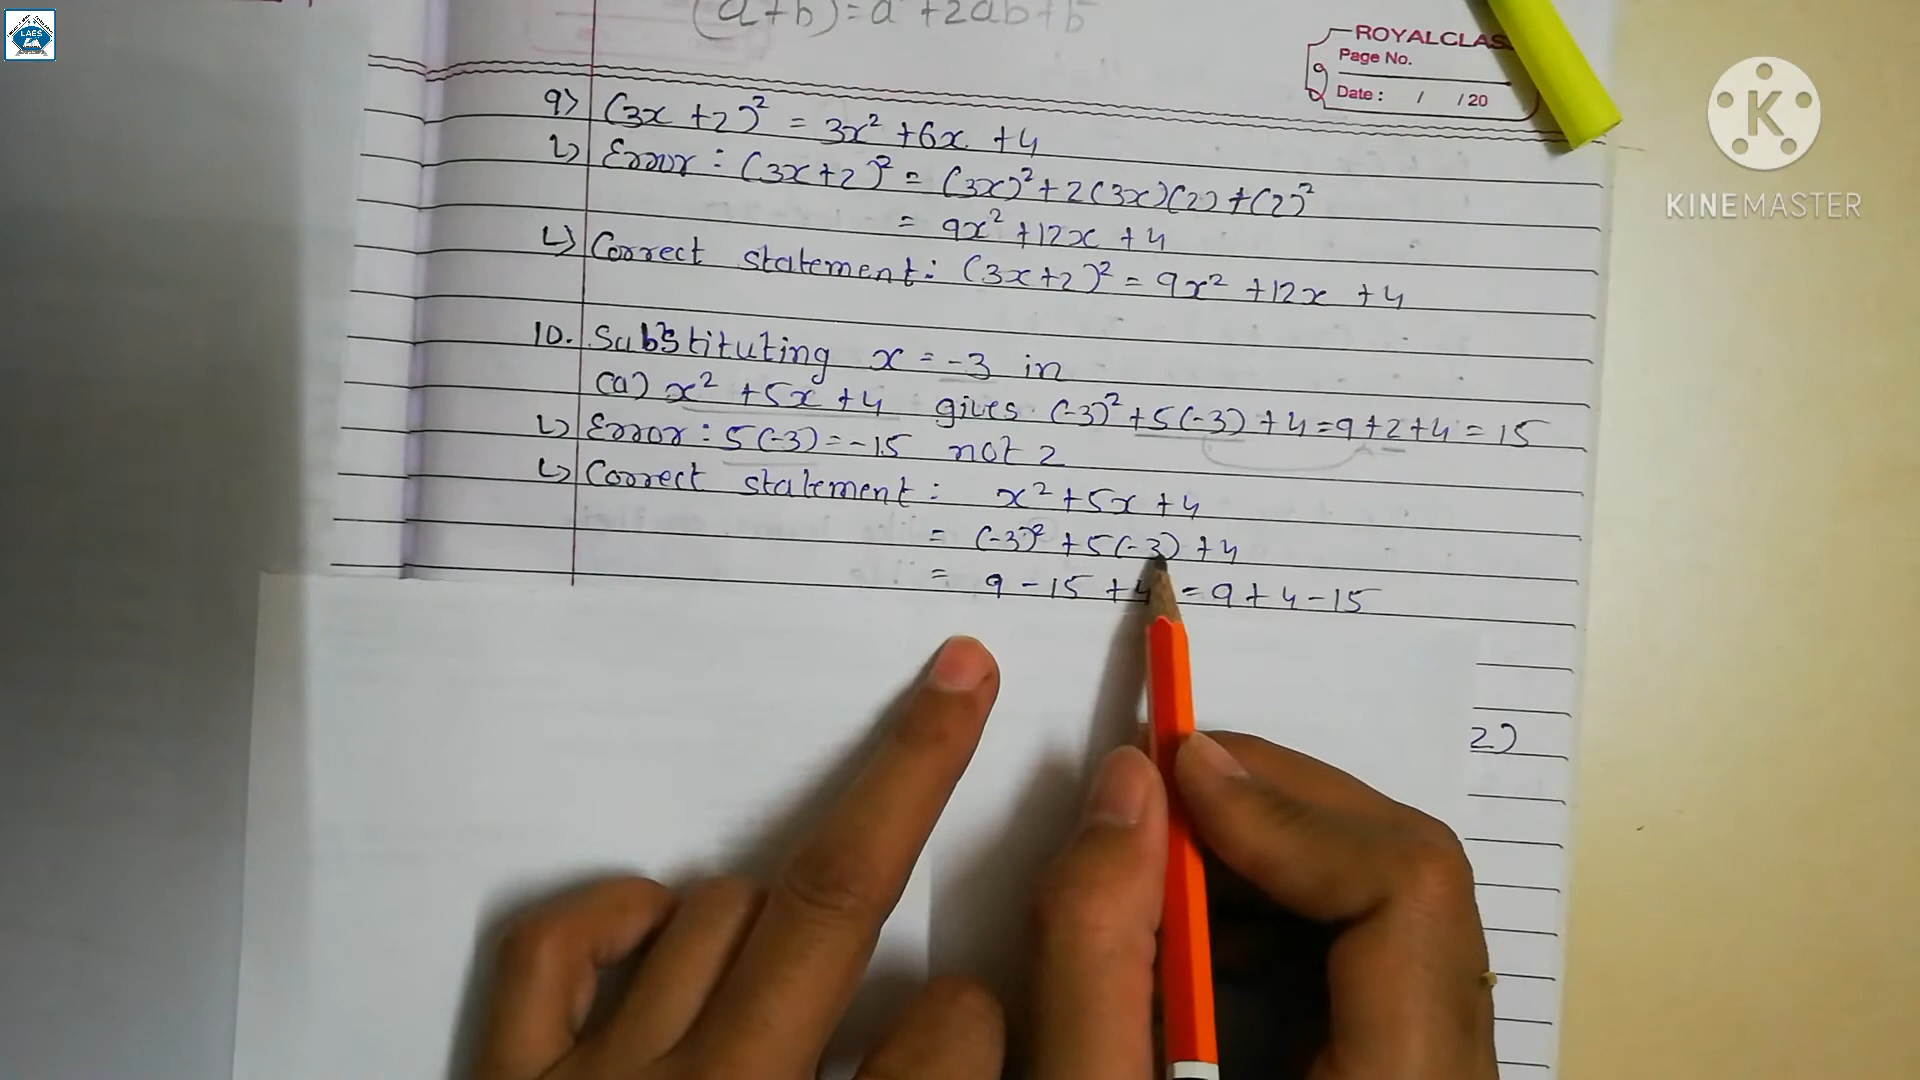 LAES
(a+b) = a + 2ab + b
ROYALCLAS
Page No.
Date : / / 20
K
KINEMASTER
9> (3x +2)² = 3x² +6x +4
↳ Error : (3x+2)² = (3x)² + 2(3x)(2) + (2)²
= 9x² +12x +4
↳ Correct statement: (3x+2)² = 9x² +12x +4
10. Substituting x = -3 in
(a) x² +5x +4 gives (-3)² + 5(-3) + 4 = 9+2+4 = 15
↳ Error : 5(-3) = -15 not 2
↳ Correct statement : x² + 5x + 4
= (-3)² + 5(-3) + 4
= 9 - 15 + 4 = 9 + 4 - 15
2)